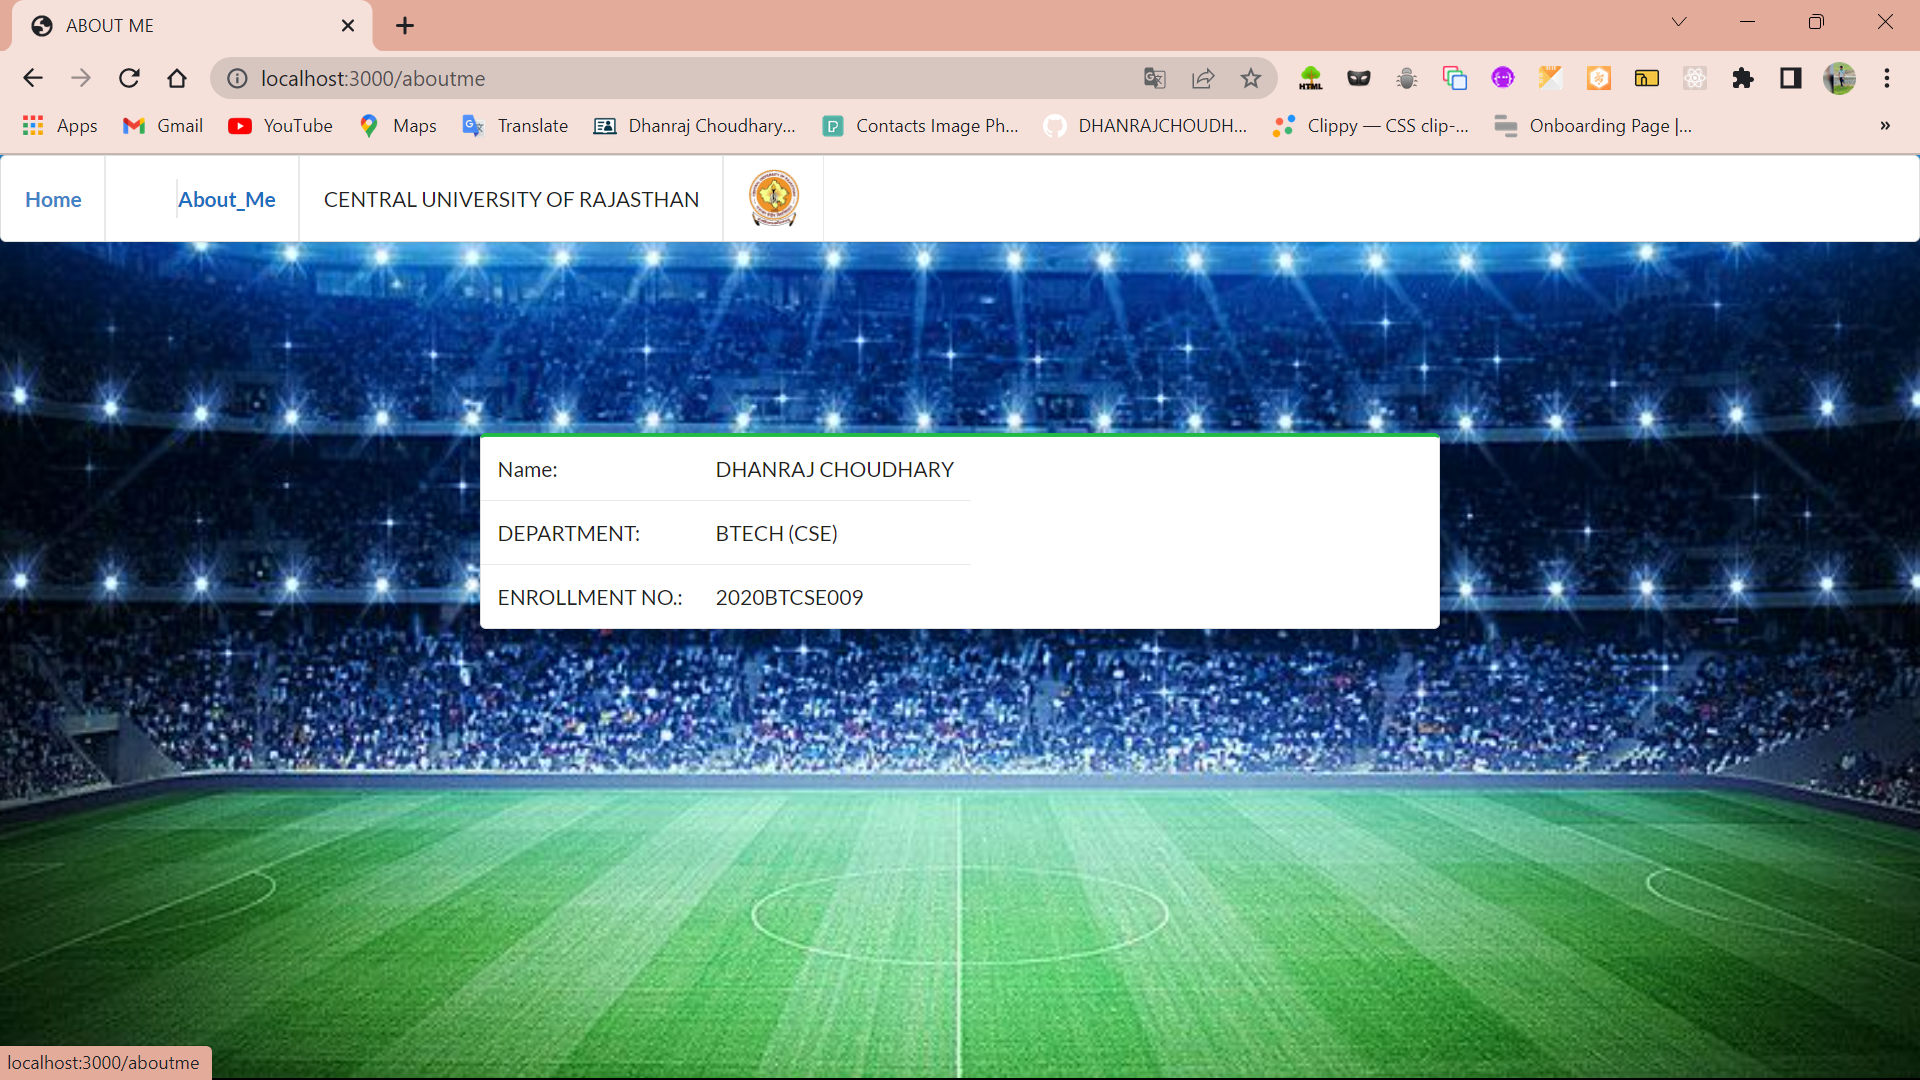 ABOUT ME
localhost:3000/aboutme
HTML
Apps
Gmail
YouTube
Maps
Translate
Dhanraj Choudhary...
Contacts Image Ph...
DHANRAJCHOUDH...
Clippy — CSS clip-...
Onboarding Page |...
»
Home
About_Me
CENTRAL UNIVERSITY OF RAJASTHAN
Name: DHANRAJ CHOUDHARY
DEPARTMENT: BTECH (CSE)
ENROLLMENT NO.: 2020BTCSE009
localhost:3000/aboutme